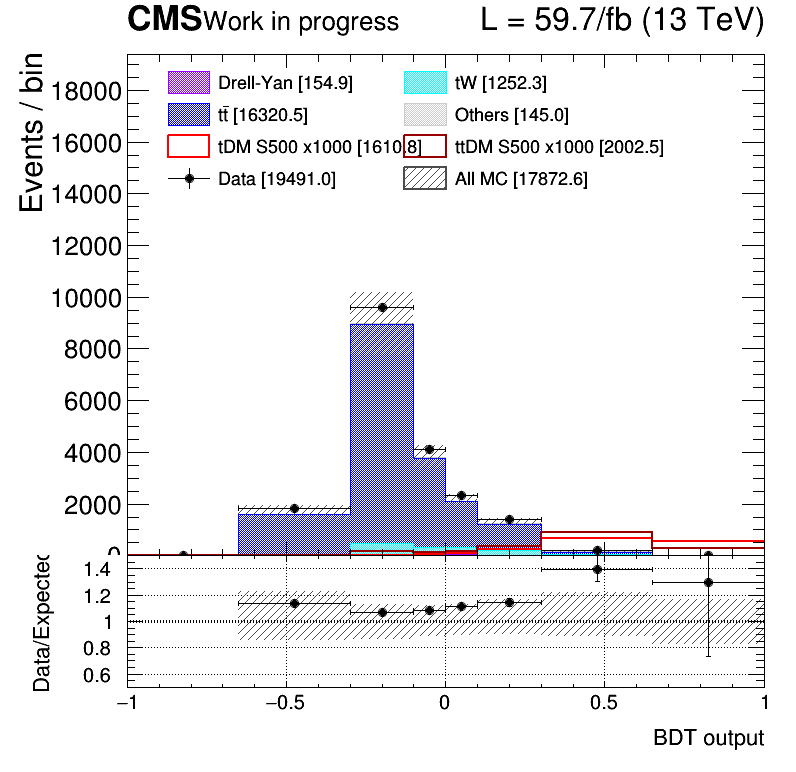 CMS Work in progress L = 59.7/fb (13 TeV)
Events / bin
18000
16000
14000
12000
10000
8000
6000
4000
2000
0
Drell-Yan [154.9]
tW [1252.3]
tt̄ [16320.5]
Others [145.0]
tDM S500 x1000 [1610.8]
ttDM S500 x1000 [2002.5]
Data [19491.0]
All MC [17872.6]
Data/Expected
1.4
1.2
1
0.8
0.6
−1 −0.5 0 0.5 1
BDT output